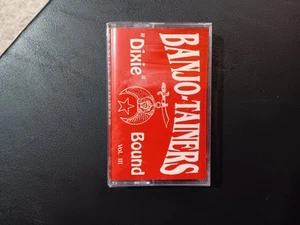 BANJO-TAINERS
"Dixie"
Bound
Vol. III